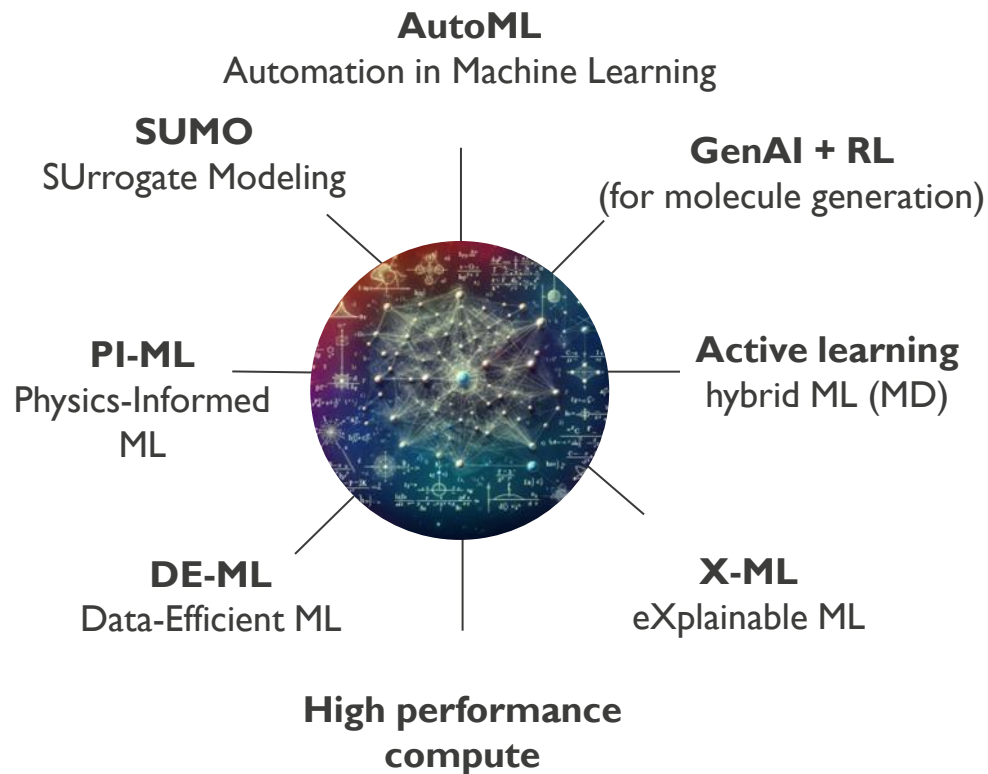 AutoML
Automation in Machine Learning
SUMO
SUrrogate Modeling
GenAI + RL
(for molecule generation)
PI-ML
Physics-Informed
ML
Active learning
hybrid ML (MD)
DE-ML
Data-Efficient ML
X-ML
eXplainable ML
High performance
compute